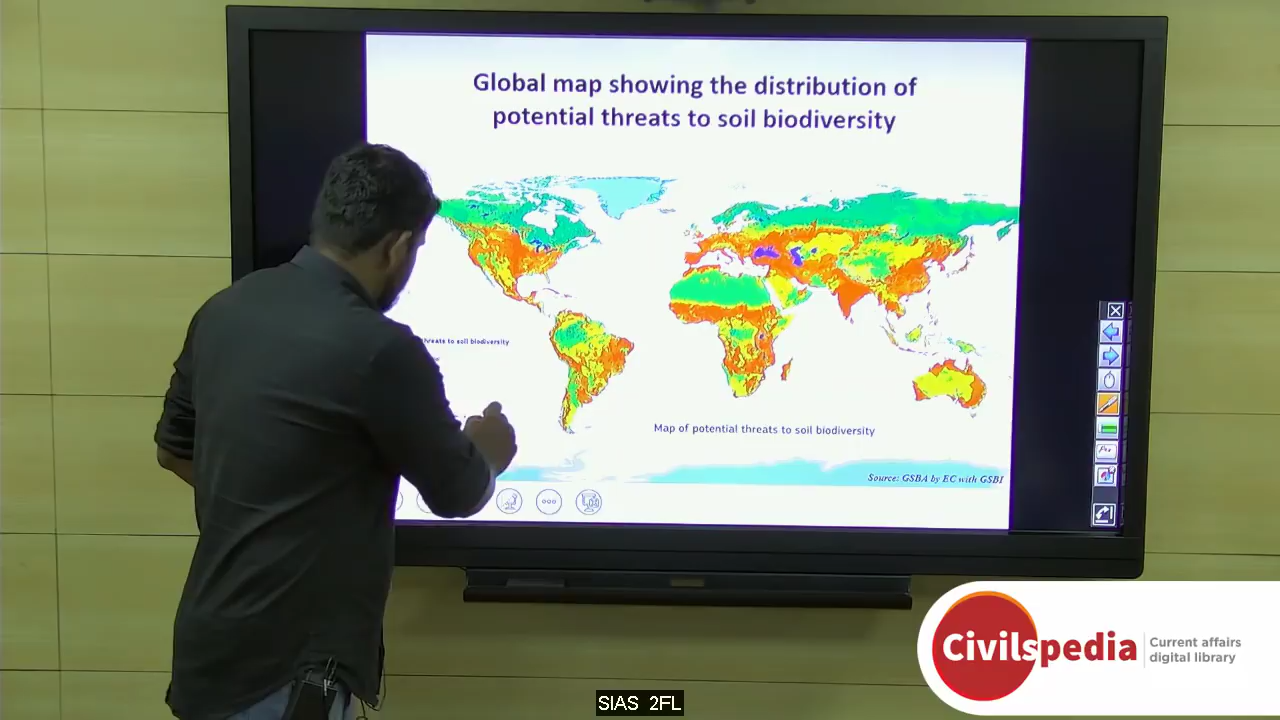 Global map showing the distribution of
potential threats to soil biodiversity
threats to soil biodiversity
Map of potential threats to soil biodiversity
Source: GSBA by EC with GSBI
Civilspedia
Current affairs
digital library
SIAS 2FL